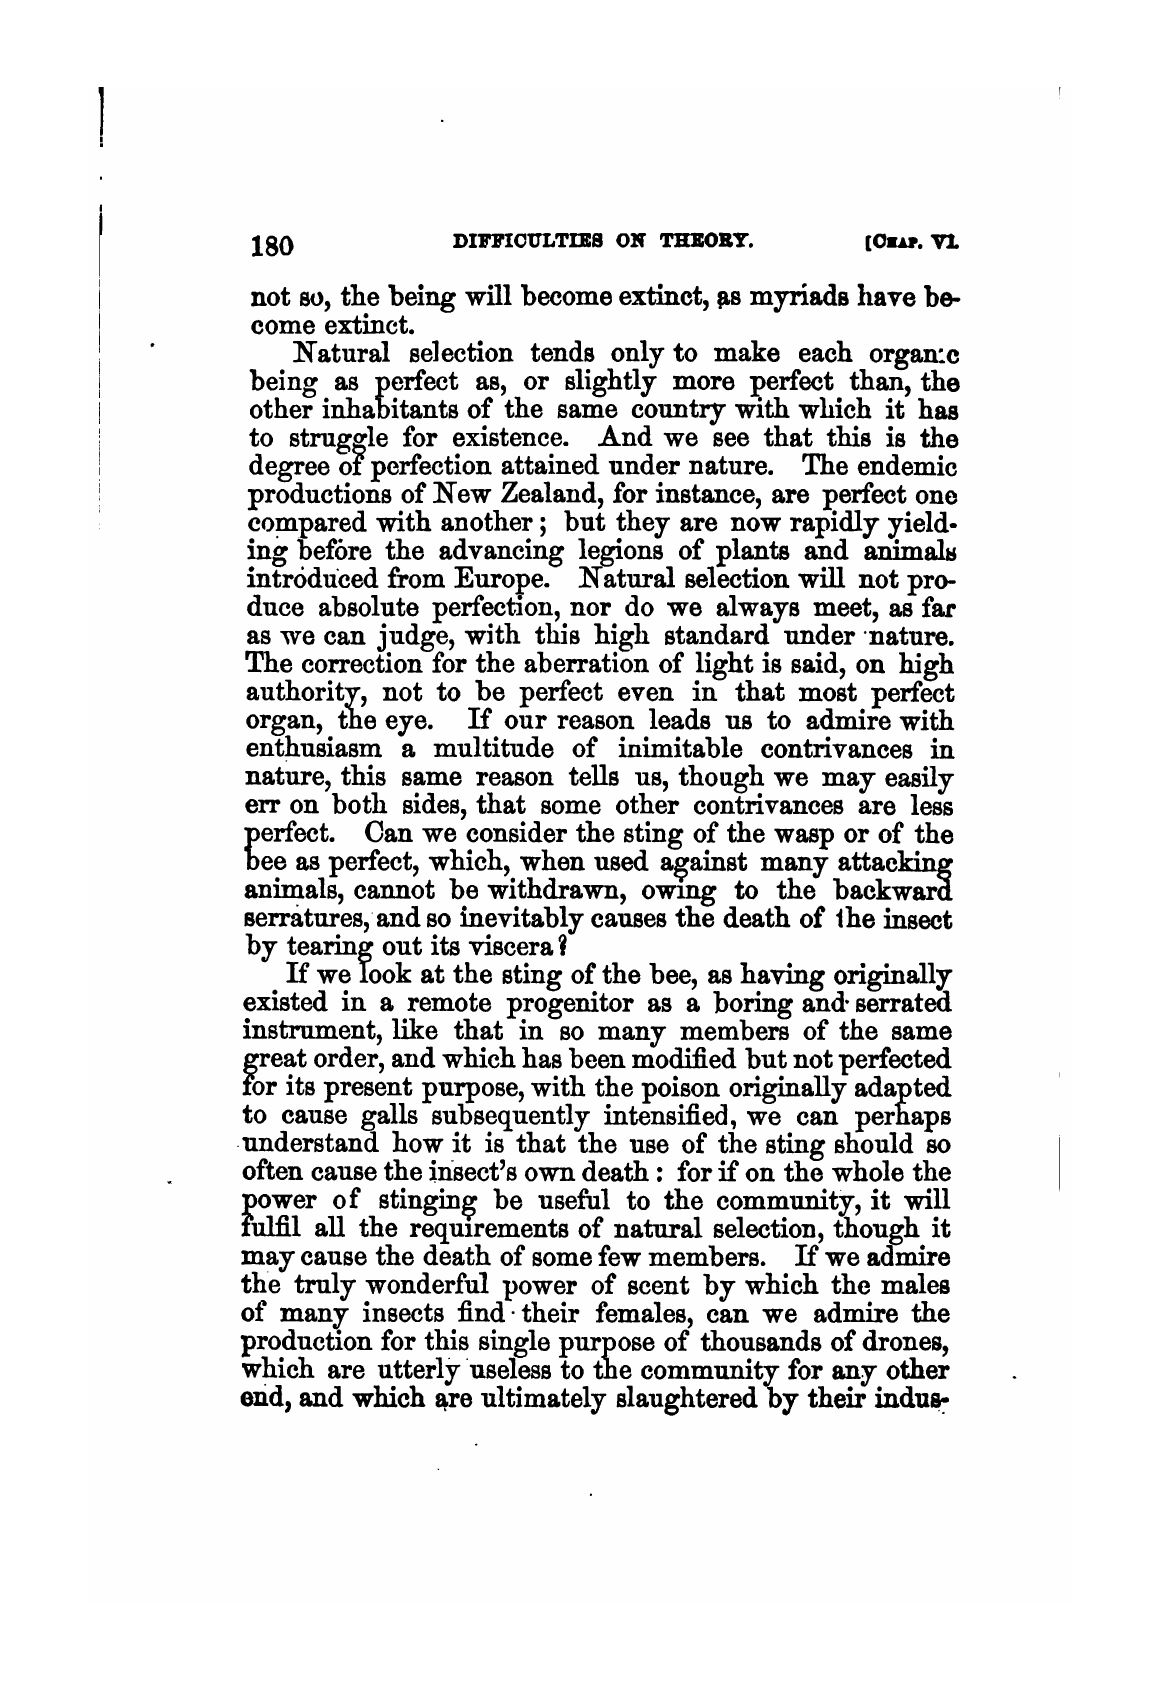 180 DIFFICULTIES ON THEORY. [CHAP. VI.
not so, the being will become extinct, as myriads have be-
come extinct.
Natural selection tends only to make each organic
being as perfect as, or slightly more perfect than, the
other inhabitants of the same country with which it has
to struggle for existence. And we see that this is the
degree of perfection attained under nature. The endemic
productions of New Zealand, for instance, are perfect one
compared with another; but they are now rapidly yield-
ing before the advancing legions of plants and animals
introduced from Europe. Natural selection will not pro-
duce absolute perfection, nor do we always meet, as far
as we can judge, with this high standard under nature.
The correction for the aberration of light is said, on high
authority, not to be perfect even in that most perfect
organ, the eye. If our reason leads us to admire with
enthusiasm a multitude of inimitable contrivances in
nature, this same reason tells us, though we may easily
err on both sides, that some other contrivances are less
perfect. Can we consider the sting of the wasp or of the
bee as perfect, which, when used against many attacking
animals, cannot be withdrawn, owing to the backward
serratures, and so inevitably causes the death of the insect
by tearing out its viscera?
If we look at the sting of the bee, as having originally
existed in a remote progenitor as a boring and serrated
instrument, like that in so many members of the same
great order, and which has been modified but not perfected
for its present purpose, with the poison originally adapted
to cause galls subsequently intensified, we can perhaps
understand how it is that the use of the sting should so
often cause the insect's own death: for if on the whole the
power of stinging be useful to the community, it will
fulfil all the requirements of natural selection, though it
may cause the death of some few members. If we admire
the truly wonderful power of scent by which the males
of many insects find their females, can we admire the
production for this single purpose of thousands of drones,
which are utterly useless to the community for any other
end, and which are ultimately slaughtered by their indus-